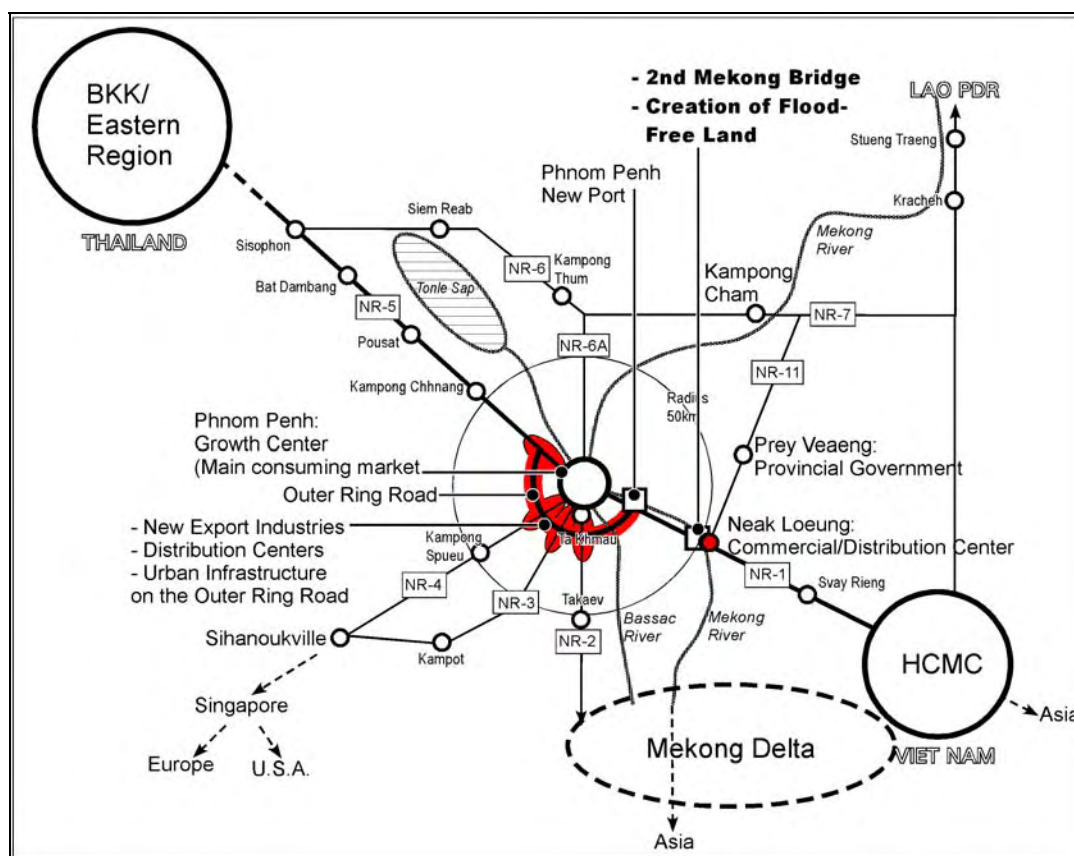 BKK/
Eastern
Region
THAILAND
- 2nd Mekong Bridge
- Creation of Flood-
Free Land
LAO PDR
Stueng Traeng
Kracheh
Phnom Penh
New Port
Siem Reab
Sisophon
NR-6
Kampong
Thum
Mekong
River
Kampong
Cham
Bat Dambang
Tonle Sap
NR-5
NR-7
Pousat
NR-6A
NR-11
Kampong Chhnang
Radius
50km
Phnom Penh:
Growth Center
(Main consuming market
Prey Veaeng:
Provincial Government
Outer Ring Road
- New Export Industries
- Distribution Centers
- Urban Infrastructure
on the Outer Ring Road
Kampong
Spueu
Ta Khmau
Neak Loeung:
Commercial/Distribution Center
NR-1
Svay Rieng
NR-4
NR-3
Takaev
NR-2
Bassac
River
Mekong
River
Sihanoukville
Kampot
HCMC
Singapore
Europe
U.S.A.
Mekong Delta
Asia
VIET NAM
Asia